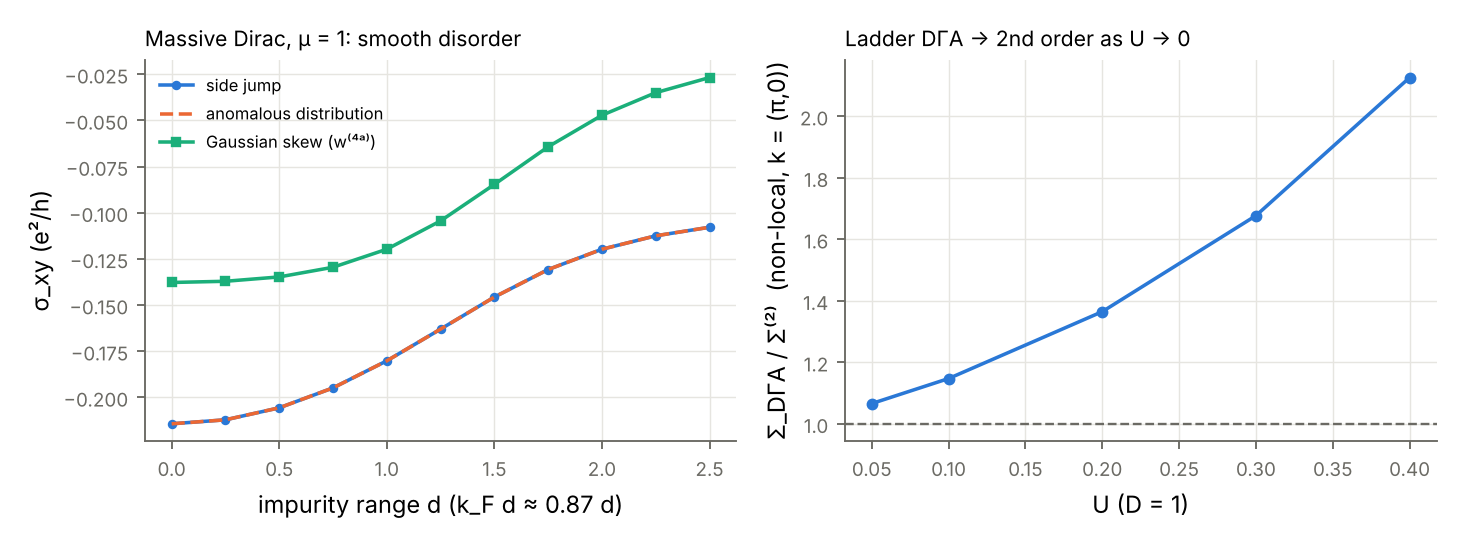 Massive Dirac, μ = 1: smooth disorder
side jump
anomalous distribution
Gaussian skew (w⁽⁴ᵃ⁾)
σ_xy (e²/h)
−0.025
−0.050
−0.075
−0.100
−0.125
−0.150
−0.175
−0.200
0.0 0.5 1.0 1.5 2.0 2.5
impurity range d (k_F d ≈ 0.87 d)
Ladder DΓA → 2nd order as U → 0
Σ_DΓA / Σ⁽²⁾ (non-local, k = (π,0))
2.0
1.8
1.6
1.4
1.2
1.0
0.05 0.10 0.15 0.20 0.25 0.30 0.35 0.40
U (D = 1)